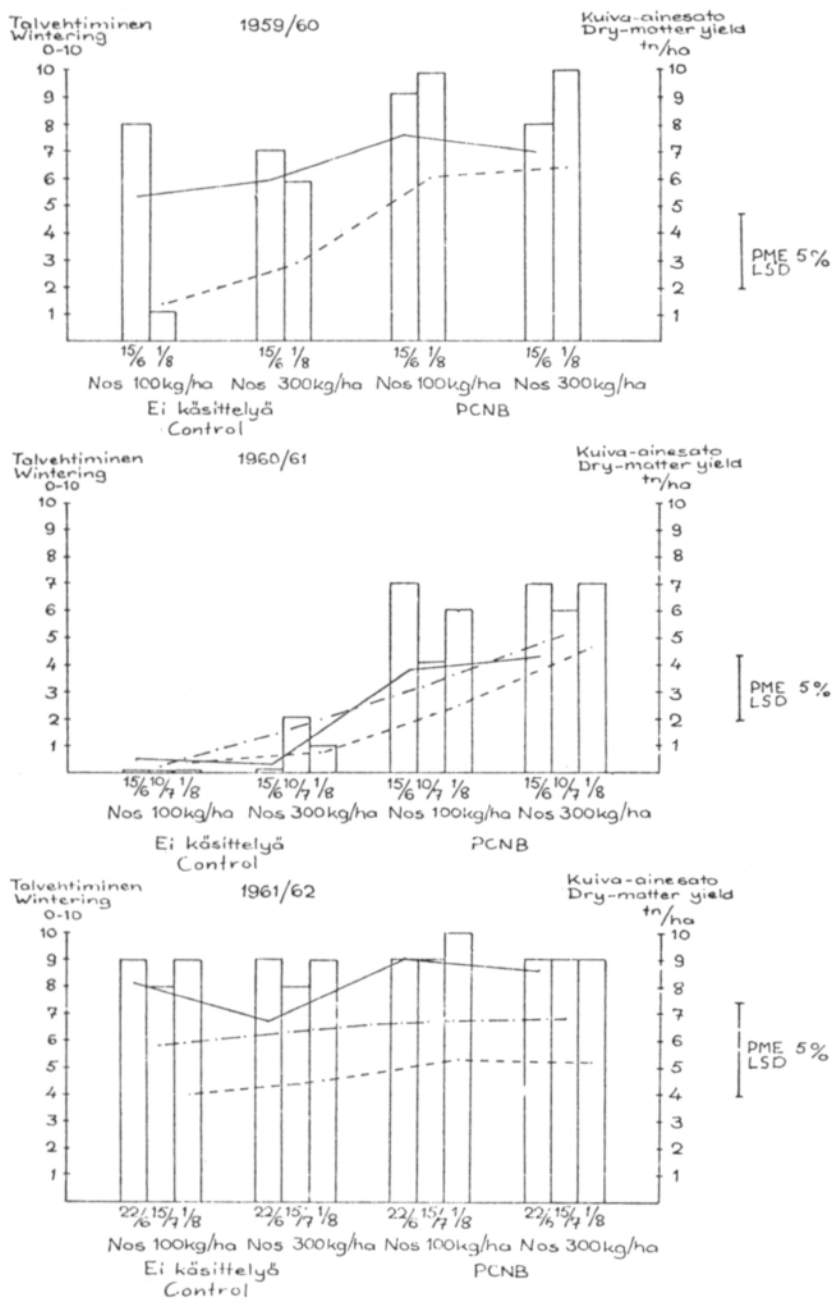 Talvehtiminen
Wintering
0-10
1959/60
Kuiva-ainesato
Dry-matter yield
tn/ha
10 10
9 9
8 8
7 7
6 6
5 5
4 4
3 3
2 2
1 1
PME 5%
LSD
15/6 1/8 15/6 1/8 15/6 1/8 15/6 1/8
Nos 100kg/ha Nos 300kg/ha Nos 100kg/ha Nos 300kg/ha
Ei käsittelyä PCNB
Control
Talvehtiminen
Wintering
0-10
1960/61
Kuiva-ainesato
Dry-matter yield
tn/ha
10 10
9 9
8 8
7 7
6 6
5 5
4 4
3 3
2 2
1 1
PME 5%
LSD
15/6 10/7 1/8 15/6 10/7 1/8 15/6 10/7 1/8 15/6 10/7 1/8
Nos 100kg/ha Nos 300kg/ha Nos 100kg/ha Nos 300kg/ha
Ei käsittelyä PCNB
Control
Talvehtiminen
Wintering
0-10
1961/62
Kuiva-ainesato
Dry-matter yield
tn/ha
10 10
9 9
8 8
7 7
6 6
5 5
4 4
3 3
2 2
1 1
PME 5%
LSD
22/6 15/7 1/8 22/6 15/7 1/8 22/6 15/7 1/8 15/7 1/8
Nos 100kg/ha Nos 300kg/ha Nos 100kg/ha Nos 300kg/ha
Ei käsittelyä PCNB
Control